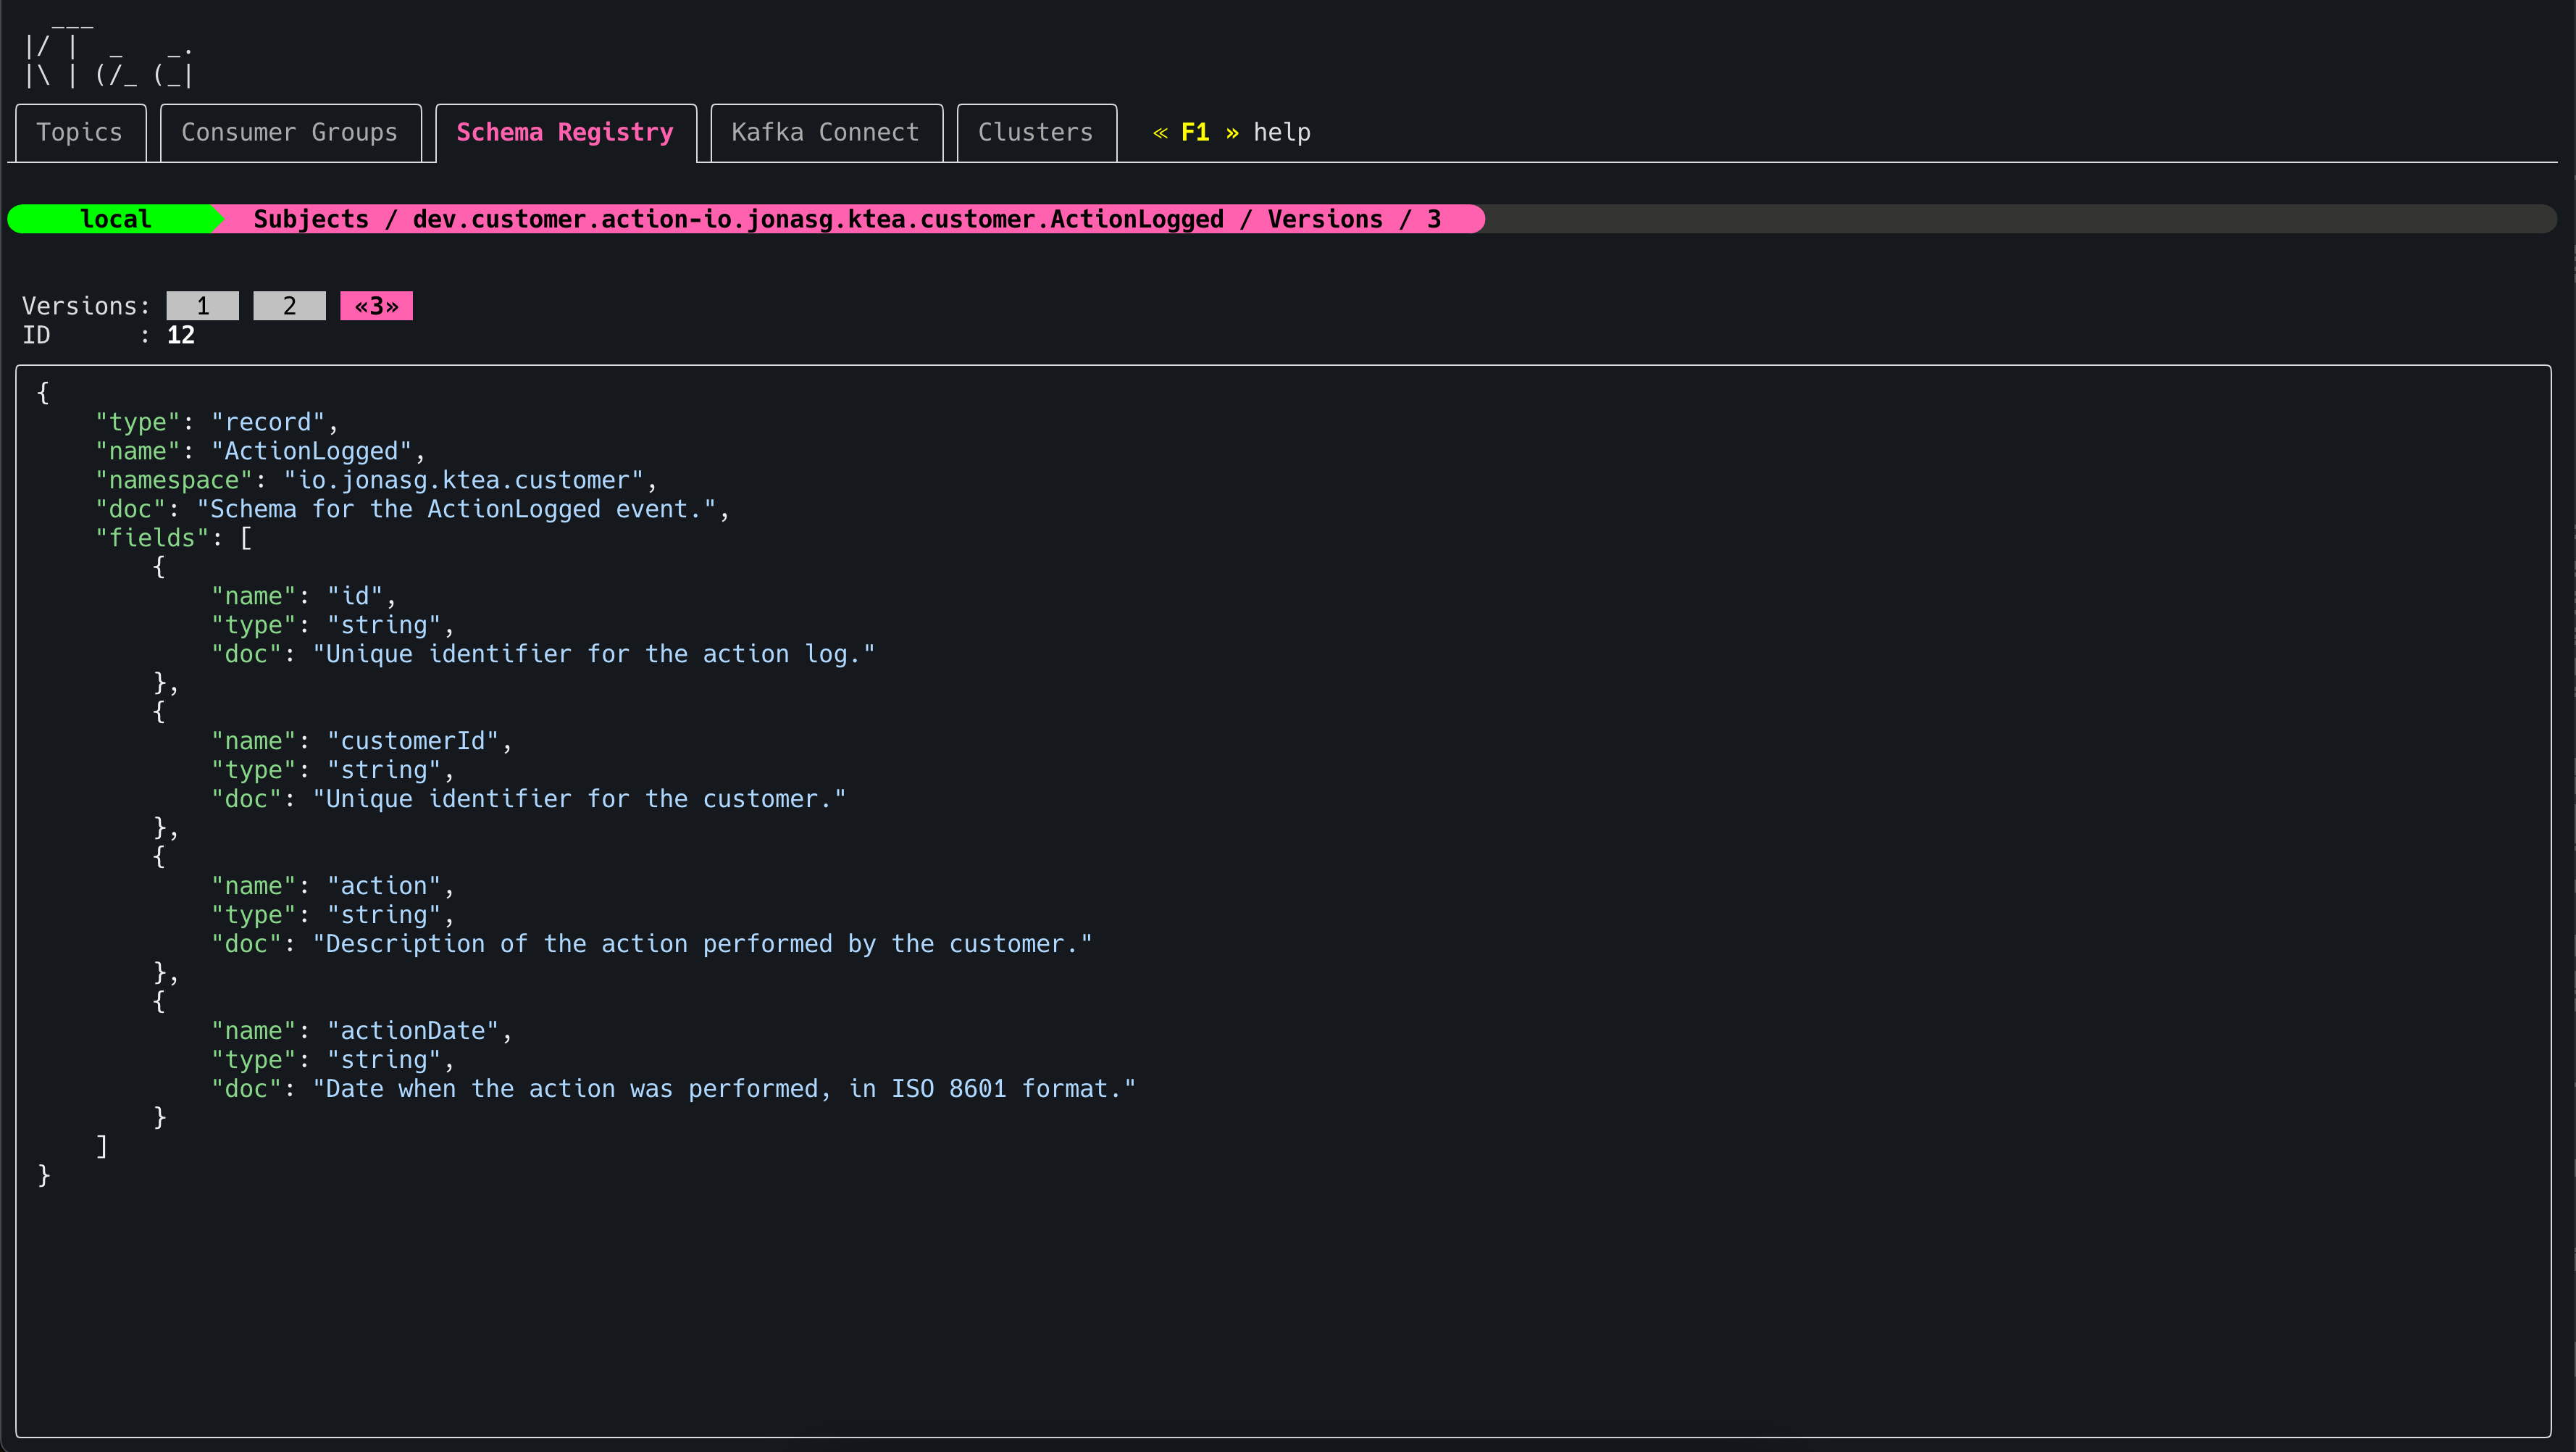 ___
|/ |  _   _.
|\ | (/_ (_|
Topics Consumer Groups Schema Registry Kafka Connect Clusters « F1 » help
local Subjects / dev.customer.action-io.jonasg.ktea.customer.ActionLogged / Versions / 3
Versions: 1 2 «3»
ID : 12
{
    "type": "record",
    "name": "ActionLogged",
    "namespace": "io.jonasg.ktea.customer",
    "doc": "Schema for the ActionLogged event.",
    "fields": [
        {
            "name": "id",
            "type": "string",
            "doc": "Unique identifier for the action log."
        },
        {
            "name": "customerId",
            "type": "string",
            "doc": "Unique identifier for the customer."
        },
        {
            "name": "action",
            "type": "string",
            "doc": "Description of the action performed by the customer."
        },
        {
            "name": "actionDate",
            "type": "string",
            "doc": "Date when the action was performed, in ISO 8601 format."
        }
    ]
}